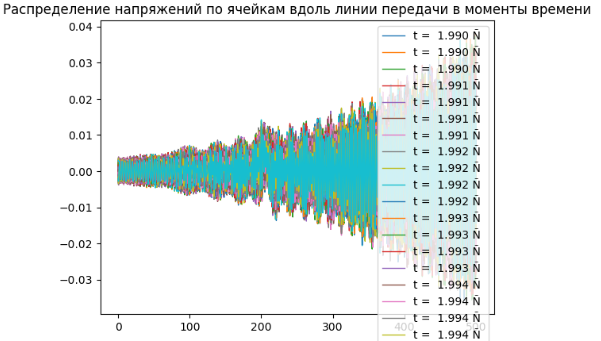 Распределение напряжений по ячейкам вдоль линии передачи в моменты времени
0.04
0.03
0.02
0.01
0.00
−0.01
−0.02
−0.03
0
100
200
300
400
500
t =  1.990 Ñ
t =  1.990 Ñ
t =  1.990 Ñ
t =  1.991 Ñ
t =  1.991 Ñ
t =  1.991 Ñ
t =  1.991 Ñ
t =  1.992 Ñ
t =  1.992 Ñ
t =  1.992 Ñ
t =  1.992 Ñ
t =  1.993 Ñ
t =  1.993 Ñ
t =  1.993 Ñ
t =  1.993 Ñ
t =  1.994 Ñ
t =  1.994 Ñ
t =  1.994 Ñ
t =  1.994 Ñ